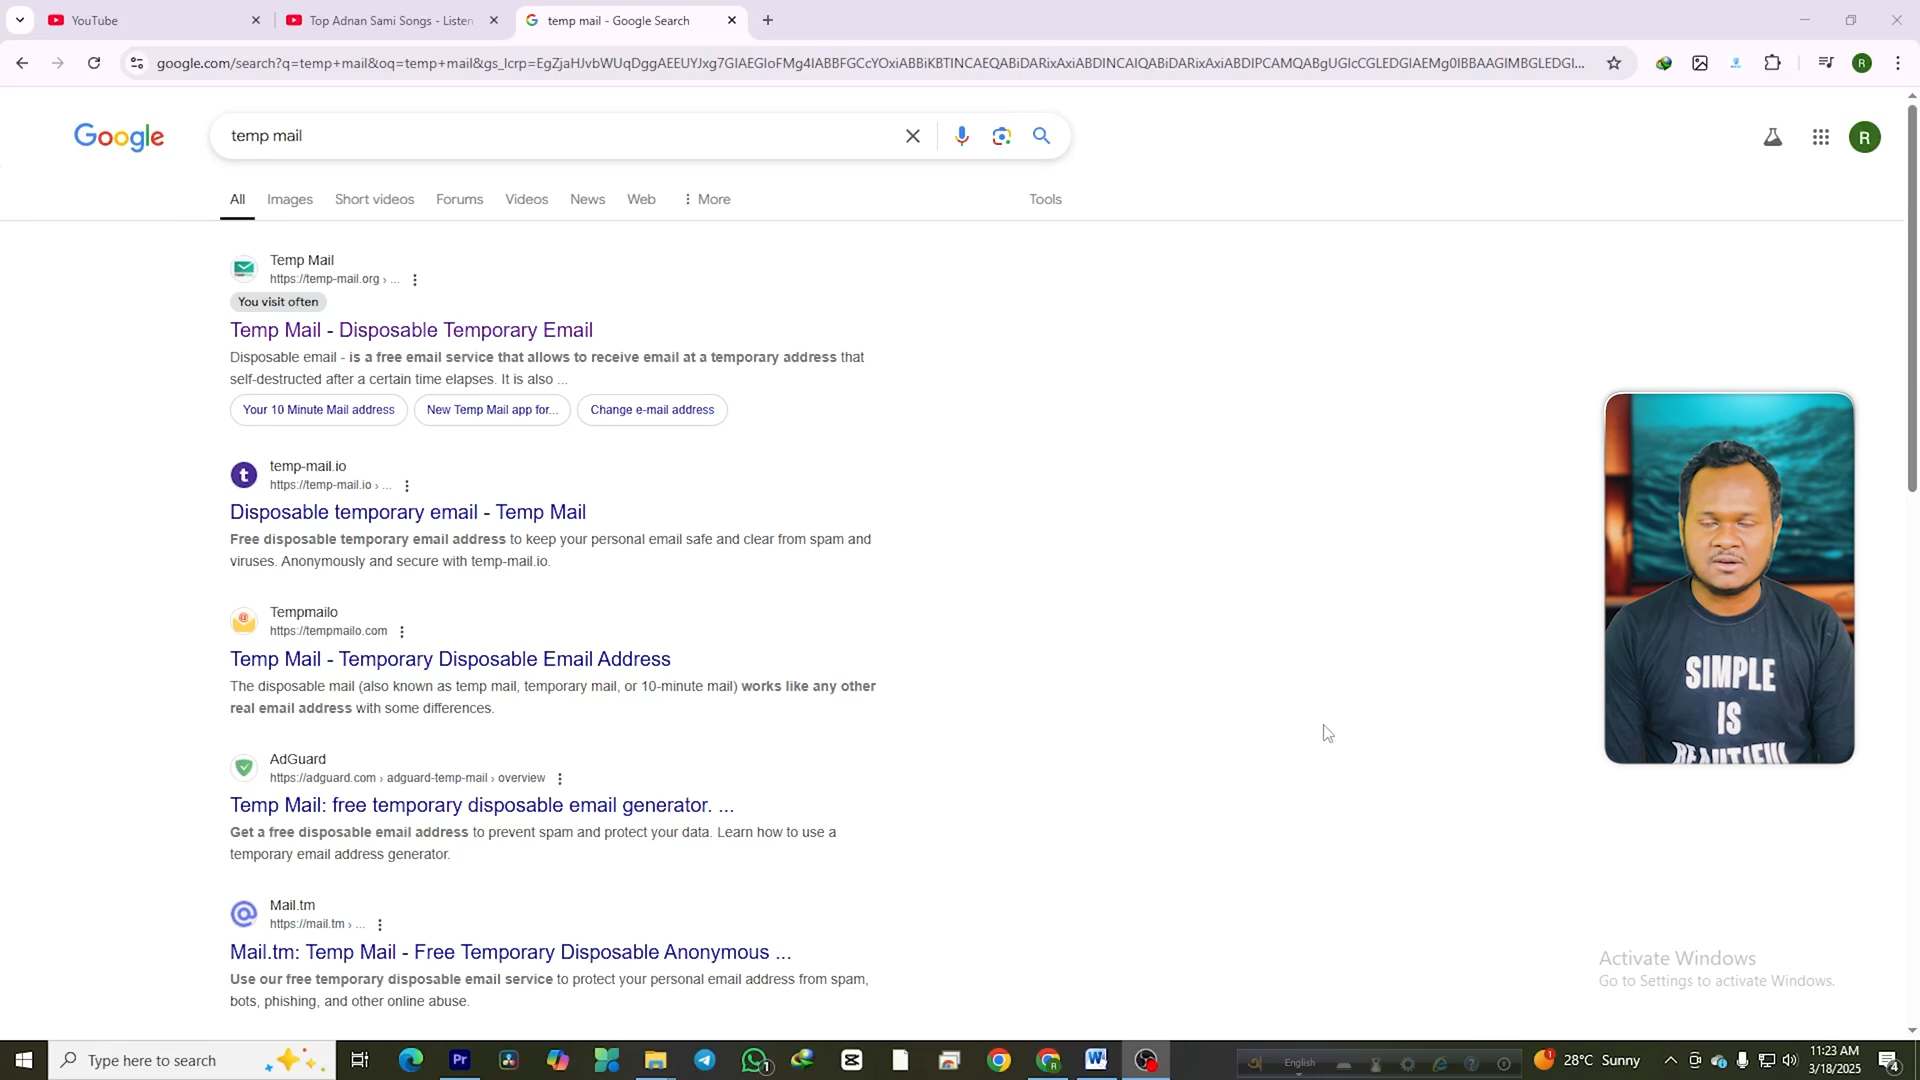 YouTube
Top Adnan Sami Songs - Listen
temp mail - Google Search
google.com/search?q=temp+mail&oq=temp+mail&gs_lcrp=
R
Google
temp mail
R
All
Images
Short videos
Forums
Videos
News
Web
More
Tools
Temp Mail
https://temp-mail.org › ...
You visit often
Temp Mail - Disposable Temporary Email
Disposable email - is a free email service that allows to receive email at a temporary address that
self-destructed after a certain time elapses. It is also ...
Your 10 Minute Mail address
New Temp Mail app for...
Change e-mail address
t
temp-mail.io
https://temp-mail.io › ...
Disposable temporary email - Temp Mail
Free disposable temporary email address to keep your personal email safe and clear from spam and
viruses. Anonymously and secure with temp-mail.io.
Tempmailo
https://tempmailo.com
Temp Mail - Temporary Disposable Email Address
The disposable mail (also known as temp mail, temporary mail, or 10-minute mail) works like any other
real email address with some differences.
AdGuard
https://adguard.com › adguard-temp-mail › overview
Temp Mail: free temporary disposable email generator. ...
Get a free disposable email address to prevent spam and protect your data. Learn how to use a
temporary email address generator.
Mail.tm
https://mail.tm › ...
Mail.tm: Temp Mail - Free Temporary Disposable Anonymous ...
Use our free temporary disposable email service to protect your personal email address from spam,
bots, phishing, and other online abuse.
SIMPLE
IS
BEAUTIFUL
Activate Windows
Go to Settings to activate Windows.
Type here to search
Pr
1
R
W
English
1
28°C Sunny
11:23 AM
3/18/2025
4